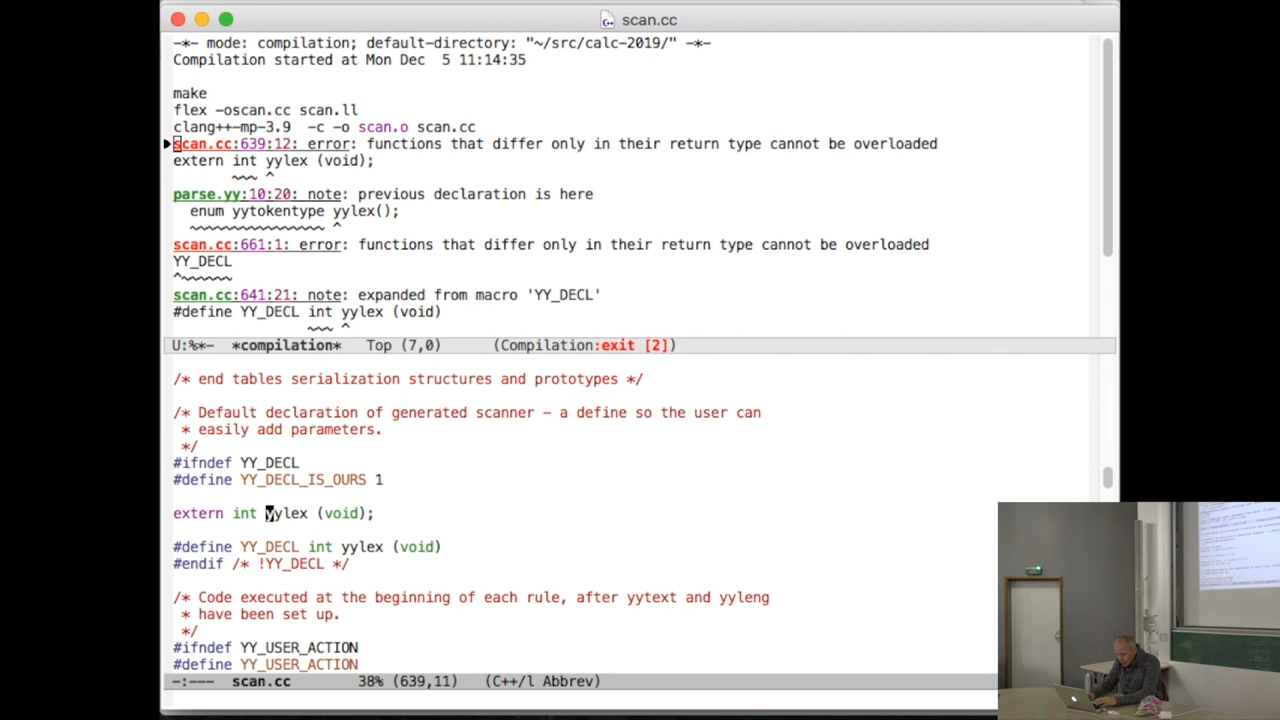 scan.cc
-*- mode: compilation; default-directory: "~/src/calc-2019/" -*-
Compilation started at Mon Dec  5 11:14:35
make
flex -oscan.cc scan.ll
clang++-mp-3.9  -c -o scan.o scan.cc
scan.cc:639:12: error: functions that differ only in their return type cannot be overloaded
extern int yylex (void);
~~~ ^
parse.yy:10:20: note: previous declaration is here
enum yytokentype yylex();
~~~~~~~~~~~~~~~~ ^
scan.cc:661:1: error: functions that differ only in their return type cannot be overloaded
YY_DECL
^~~~~~~
scan.cc:641:21: note: expanded from macro 'YY_DECL'
#define YY_DECL int yylex (void)
~~~ ^
U:%*-  *compilation*   Top (7,0)     (Compilation:exit [2])
/* end tables serialization structures and prototypes */
/* Default declaration of generated scanner - a define so the user can
* easily add parameters.
*/
#ifndef YY_DECL
#define YY_DECL_IS_OURS 1
extern int yylex (void);
#define YY_DECL int yylex (void)
#endif /* !YY_DECL */
/* Code executed at the beginning of each rule, after yytext and yyleng
* have been set up.
*/
#ifndef YY_USER_ACTION
#define YY_USER_ACTION
-:---  scan.cc        38% (639,11)   (C++/l Abbrev)